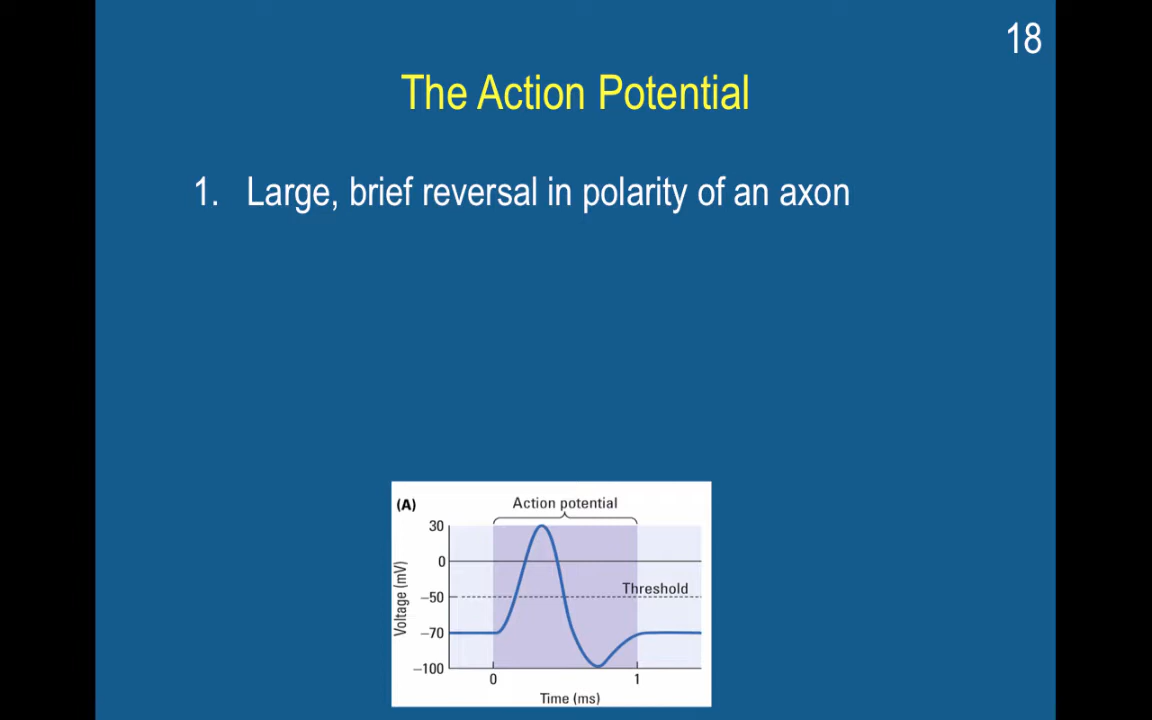 18
The Action Potential
1. Large, brief reversal in polarity of an axon
(A)
Action potential
30
0
Threshold
–50
–70
–100
Voltage (mV)
0 1
Time (ms)